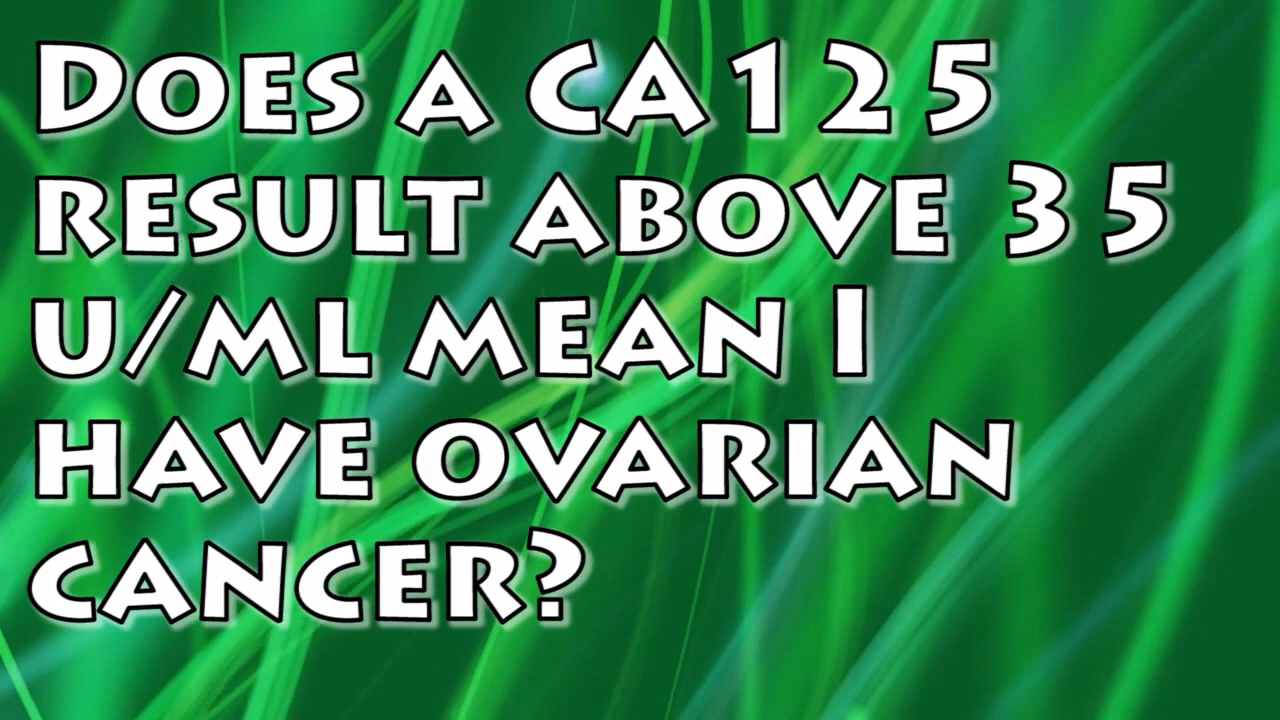 Does a CA125
result above 35
u/ml mean I
have ovarian
cancer?